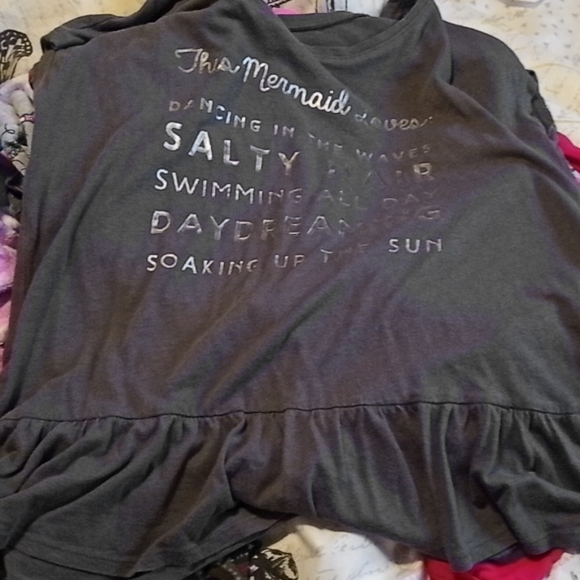 This Mermaid Loves:
DANCING IN THE WAVES
SALTY HAIR
SWIMMING ALL DAY
DAYDREAMING
SOAKING UP THE SUN